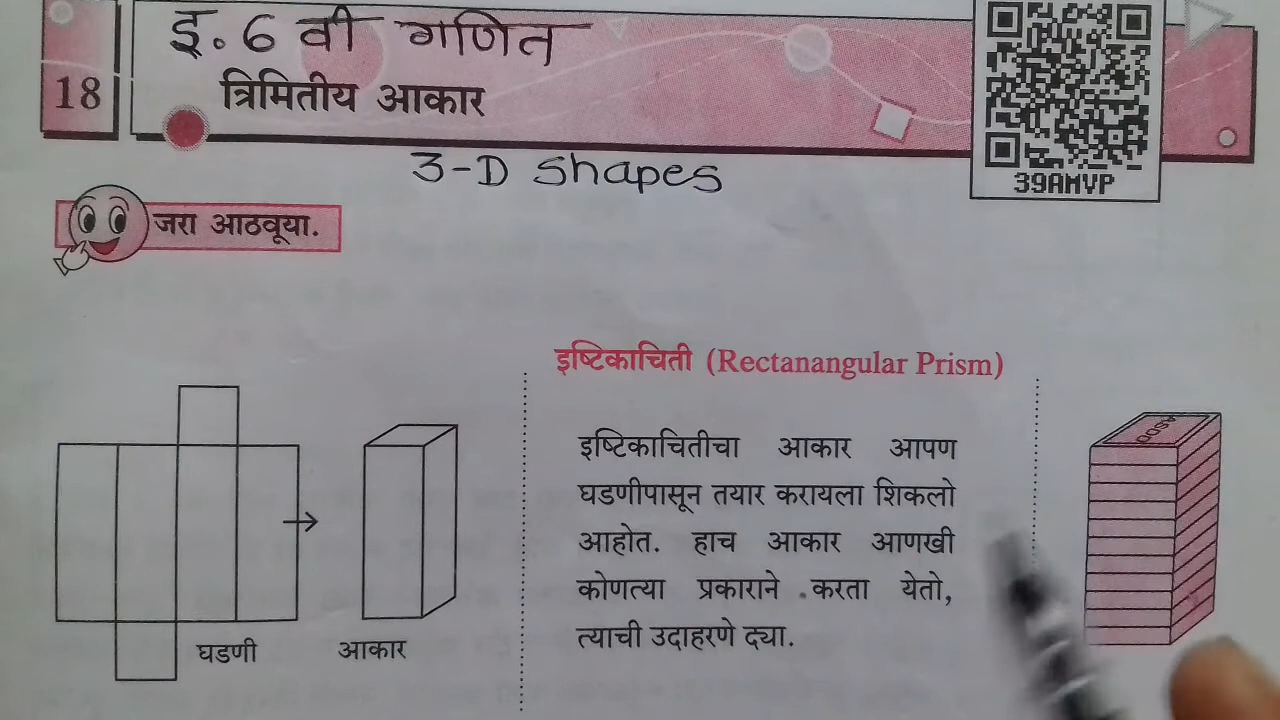 इ. 6 वी गणित
18
त्रिमितीय आकार
39AMVP
3-D Shapes
जरा आठवूया.
इष्टिकाचिती (Rectanangular Prism)
इष्टिकाचितीचा आकार आपण
घडणीपासून तयार करायला शिकलो
आहोत. हाच आकार आणखी
कोणत्या प्रकाराने करता येतो,
त्याची उदाहरणे द्या.
घडणी
आकार